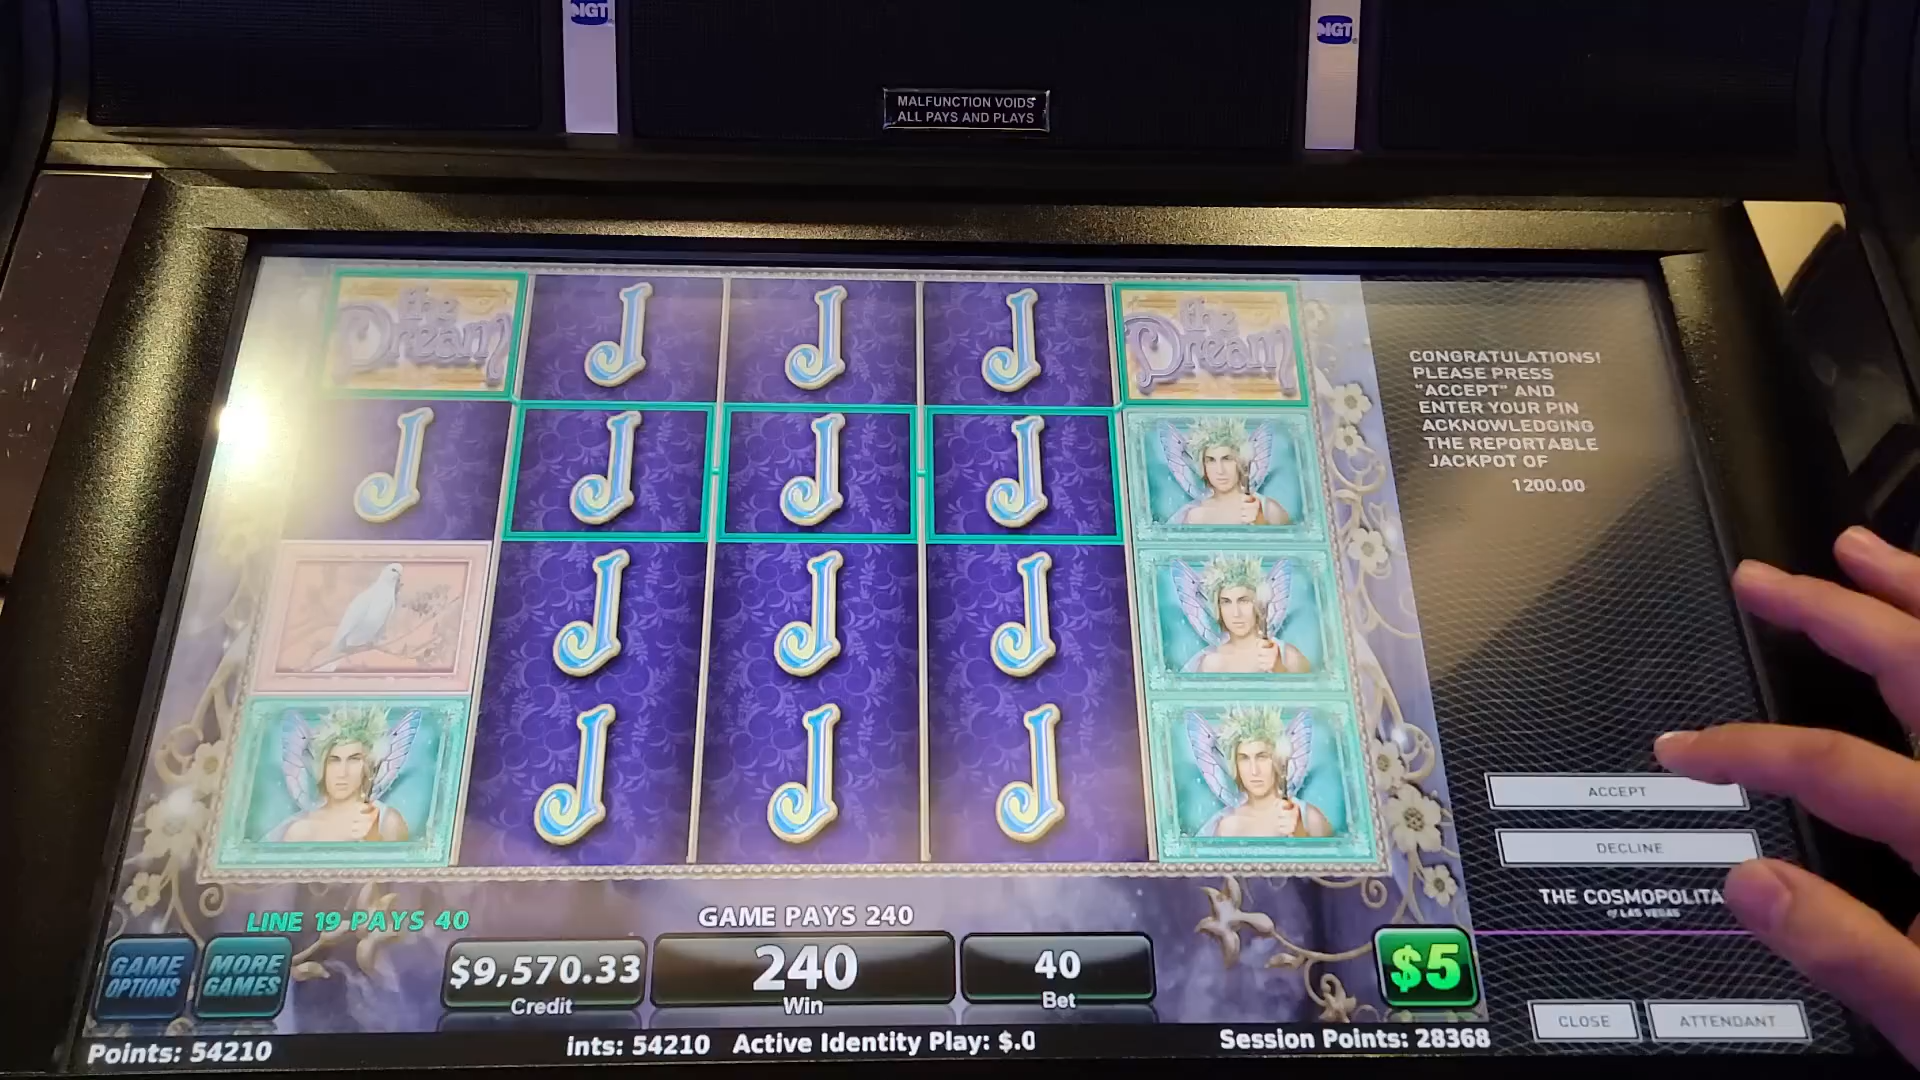 IGT
IGT
MALFUNCTION VOIDS
ALL PAYS AND PLAYS
the Dream
J
J
J
the Dream
J
J
J
J
J
J
J
J
J
J
CONGRATULATIONS!
PLEASE PRESS
"ACCEPT" AND
ENTER YOUR PIN
ACKNOWLEDGING
THE REPORTABLE
JACKPOT OF
1200.00
ACCEPT
DECLINE
THE COSMOPOLITA
of LAS VEGAS
CLOSE
ATTENDANT
LINE 19 PAYS 40
GAME PAYS 240
GAME OPTIONS
MORE GAMES
$9,570.33
Credit
240
Win
40
Bet
$5
Points: 54210
ints: 54210 Active Identity Play: $.0
Session Points: 28368